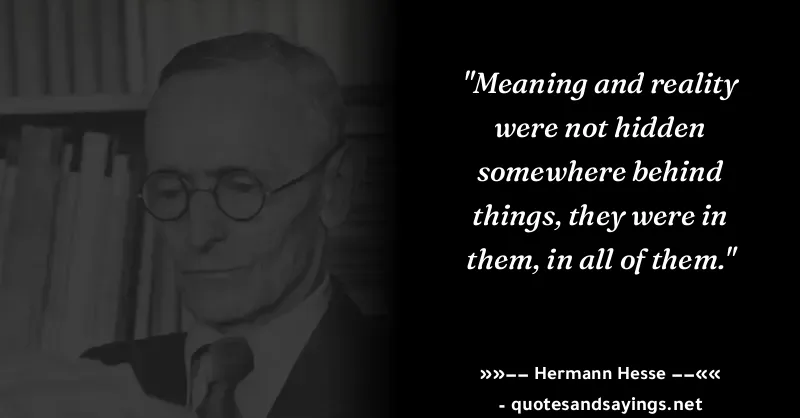 "Meaning and reality
were not hidden
somewhere behind
things, they were in
them, in all of them."
»»–– Hermann Hesse ––««
- quotesandsayings.net